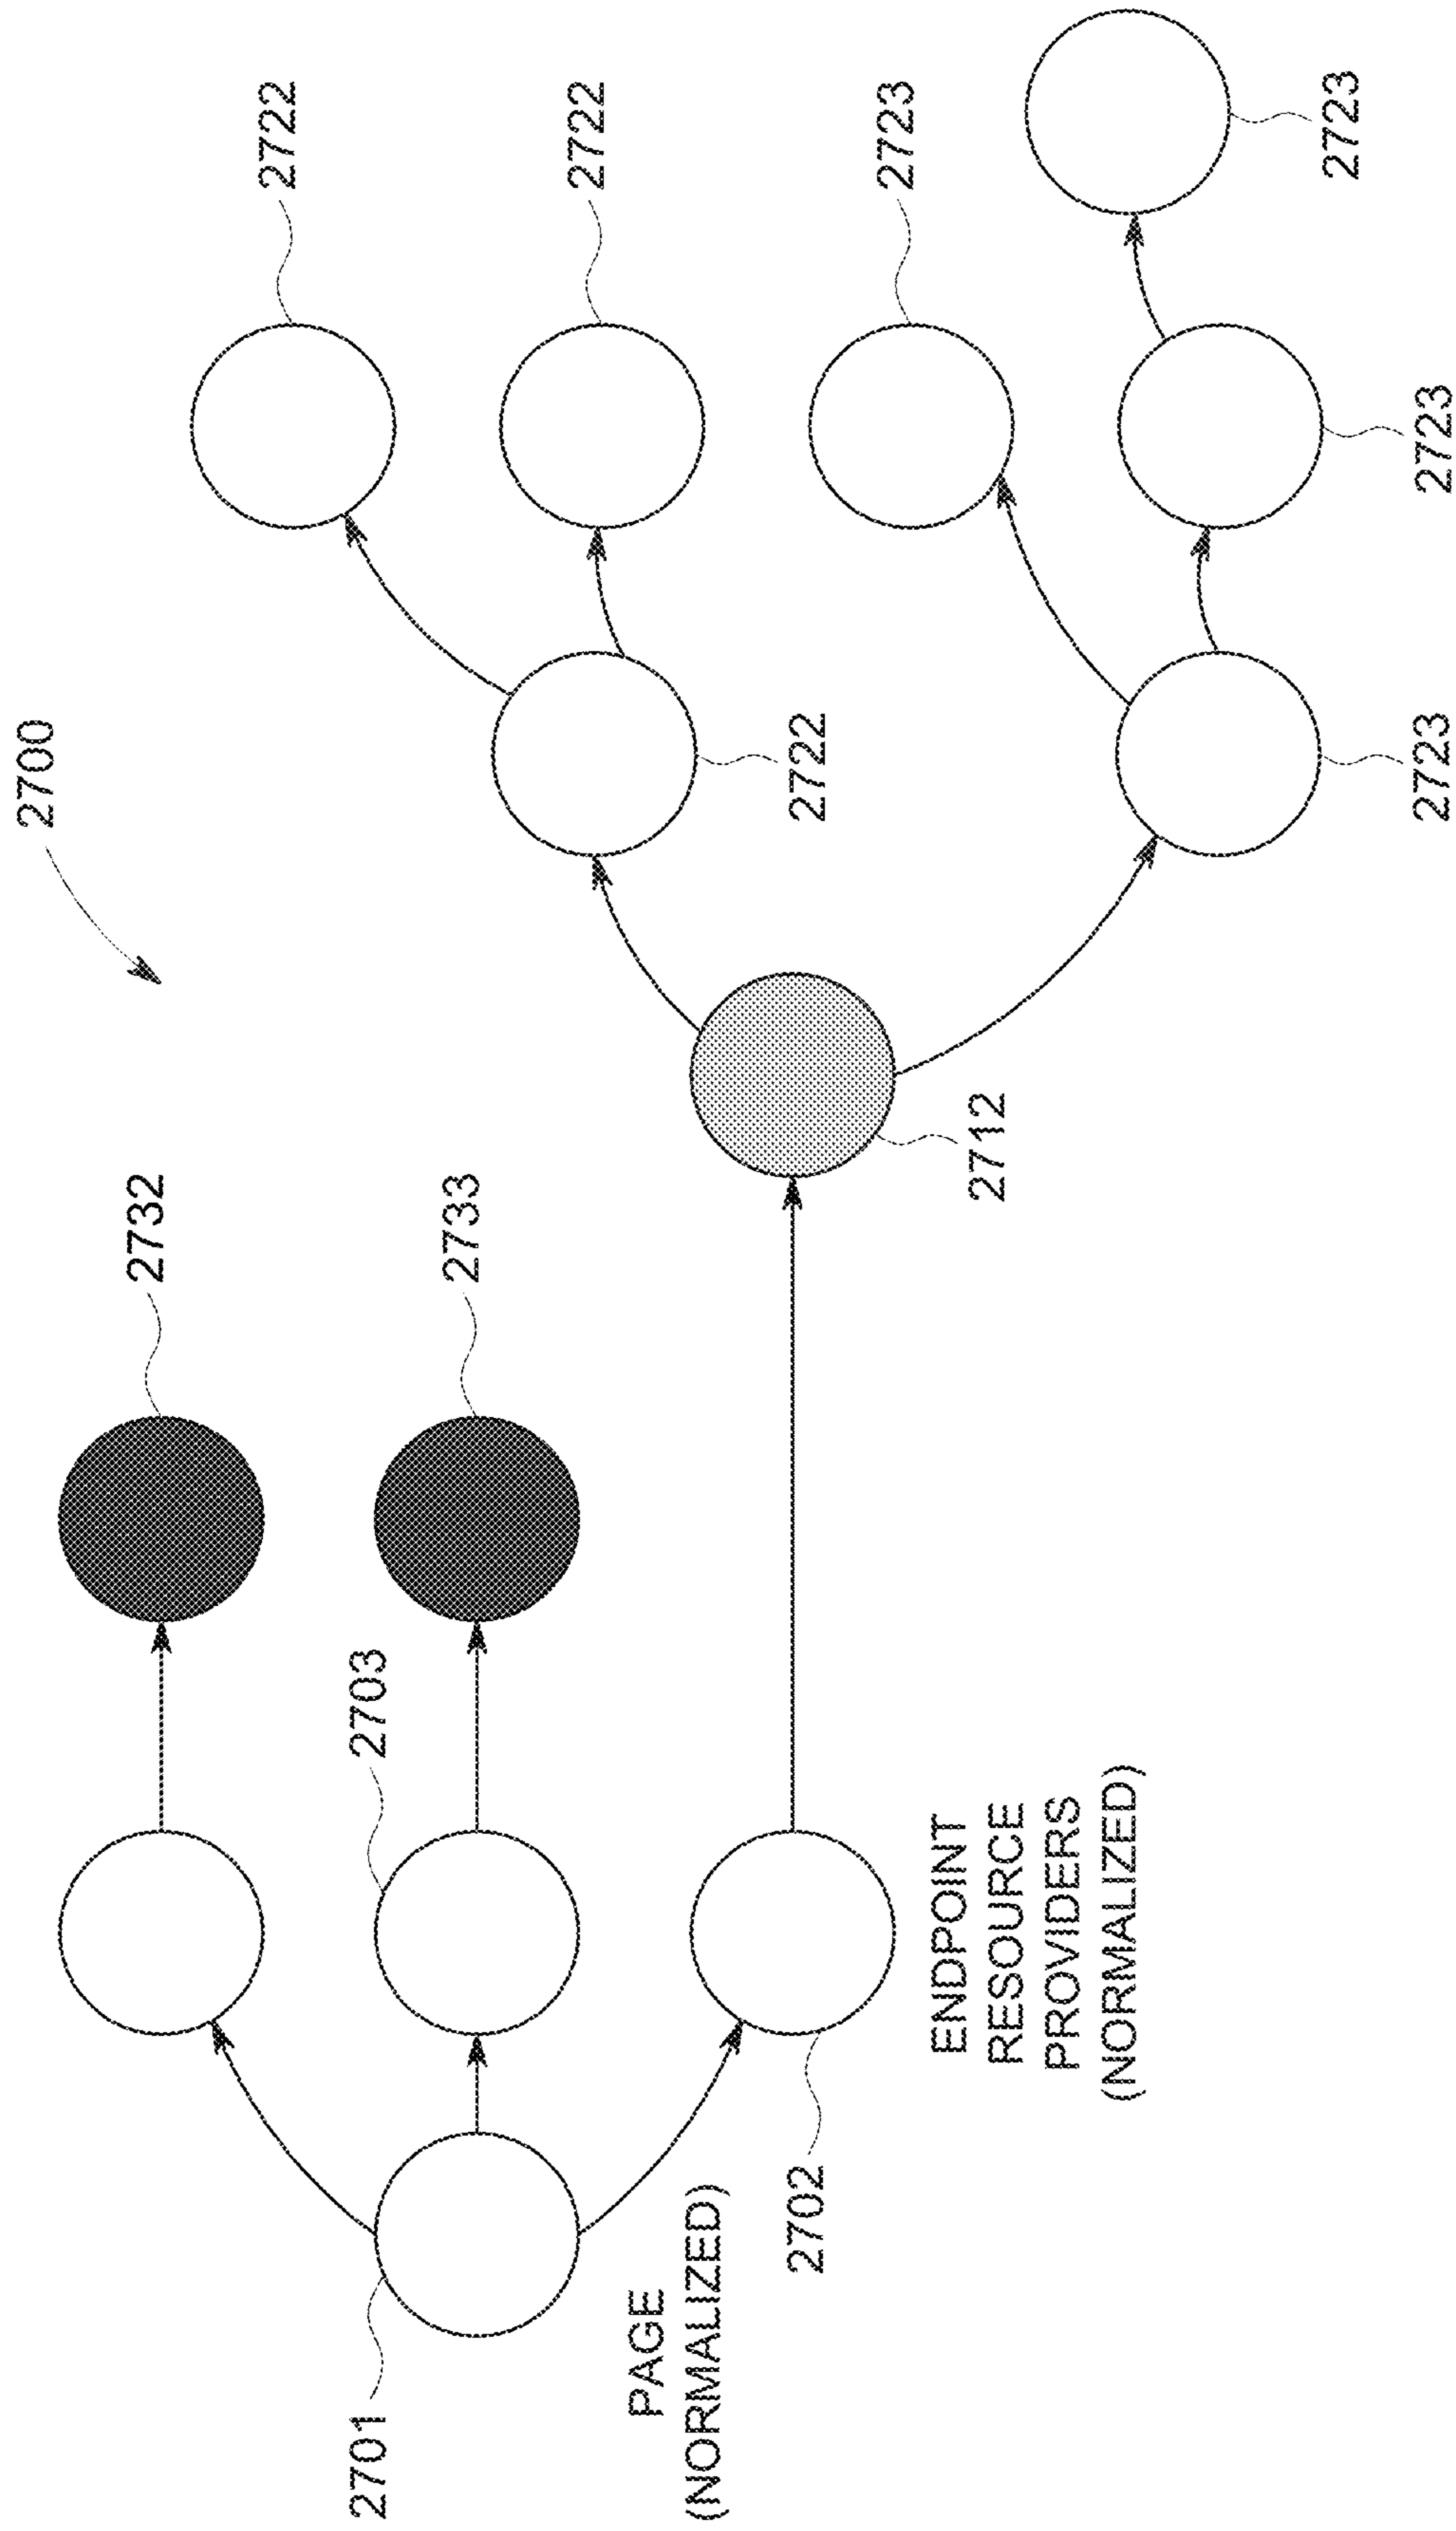 2700
2732
2722
2701
2703
2733
2722
PAGE
(NORMALIZED)
2702
2722
2723
ENDPOINT
RESOURCE
PROVIDERS
(NORMALIZED)
2712
2723
2723
2723